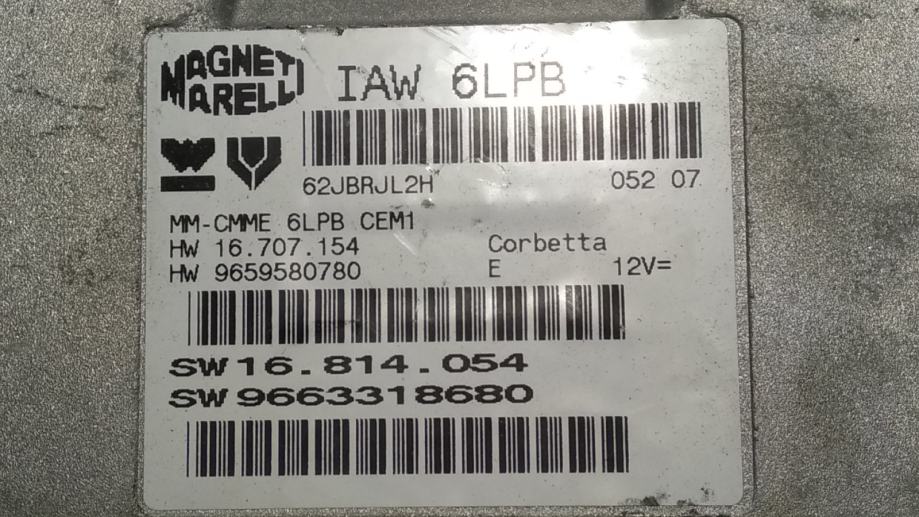 MAGNETI
MARELLI
IAW 6LPB
62JBRJL2H 052 07
MM-CMME 6LPB CEM1
HW 16.707.154 Corbetta
HW 9659580780 E 12V=
SW 16.814.054
SW 9663318680